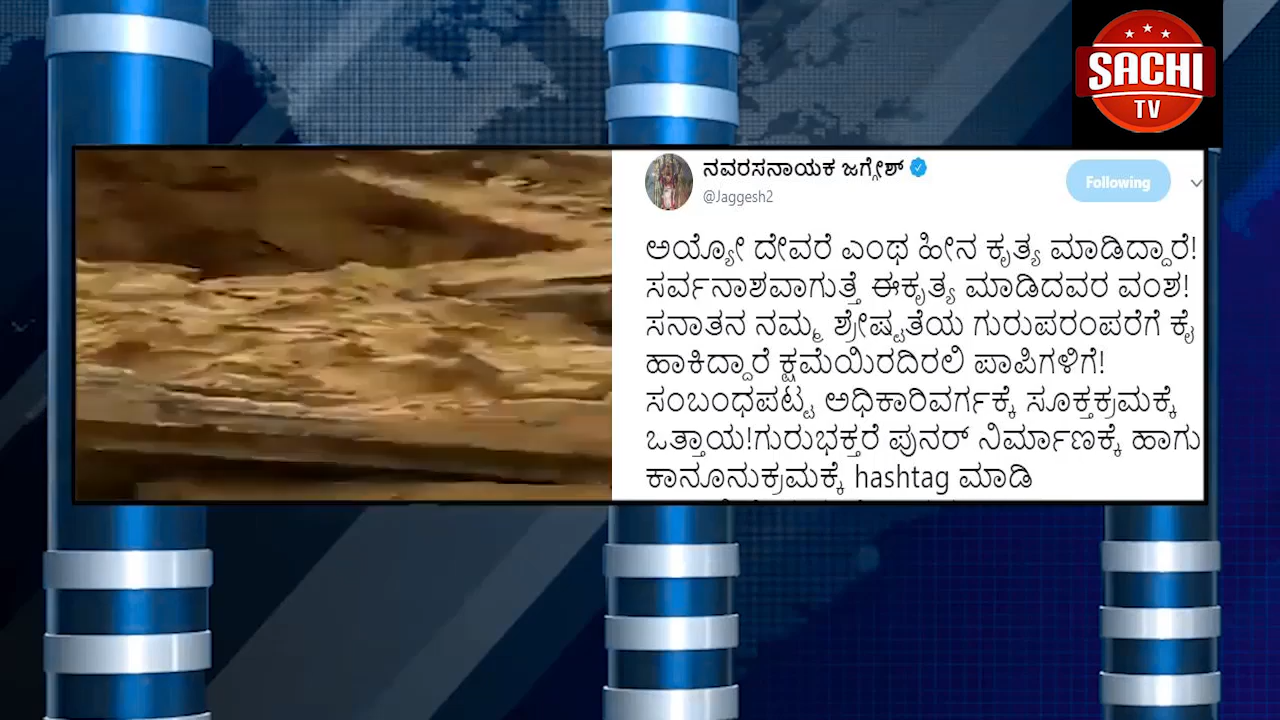 SACHI
TV
ನವರಸನಾಯಕ ಜಗ್ಗೇಶ್
@Jaggesh2
Following
ಅಯ್ಯೋ ದೇವರೆ ಎಂಥ ಹೀನ ಕೃತ್ಯ ಮಾಡಿದ್ದಾರೆ!
ಸರ್ವನಾಶವಾಗುತ್ತೆ ಈಕೃತ್ಯ ಮಾಡಿದವರ ವಂಶ!
ಸನಾತನ ನಮ್ಮ ಶ್ರೇಷ್ಟತೆಯ ಗುರುಪರಂಪರೆಗೆ ಕೈ
ಹಾಕಿದ್ದಾರೆ ಕ್ಷಮೆಯಿರದಿರಲಿ ಪಾಪಿಗಳಿಗೆ!
ಸಂಬಂಧಪಟ್ಟ ಅಧಿಕಾರಿವರ್ಗಕ್ಕೆ ಸೂಕ್ತಕ್ರಮಕ್ಕೆ
ಒತ್ತಾಯ!ಗುರುಭಕ್ತರೆ ಪುನರ್ ನಿರ್ಮಾಣಕ್ಕೆ ಹಾಗು
ಕಾನೂನುಕ್ರಮಕ್ಕೆ hashtag ಮಾಡಿ